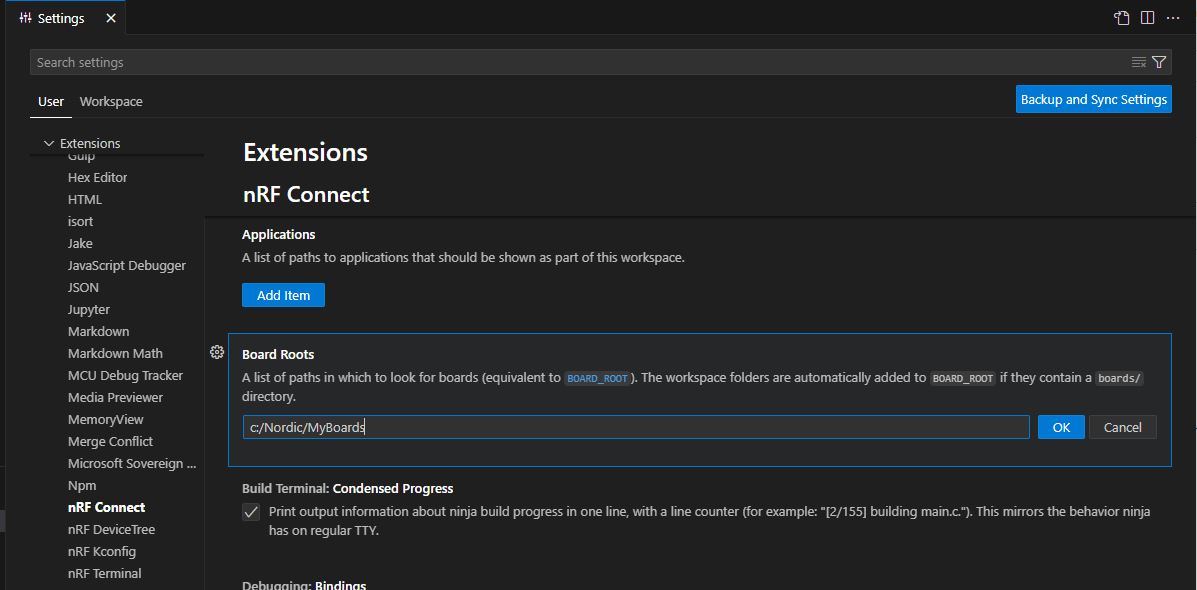 Settings
Search settings
User Workspace
Backup and Sync Settings
Extensions
Gulp
Hex Editor
HTML
isort
Jake
JavaScript Debugger
JSON
Jupyter
Markdown
Markdown Math
MCU Debug Tracker
Media Previewer
MemoryView
Merge Conflict
Microsoft Sovereign ...
Npm
nRF Connect
nRF DeviceTree
nRF Kconfig
nRF Terminal
Extensions
nRF Connect
Applications
A list of paths to applications that should be shown as part of this workspace.
Add Item
Board Roots
A list of paths in which to look for boards (equivalent to BOARD_ROOT). The workspace folders are automatically added to BOARD_ROOT if they contain a boards/
directory.
c:/Nordic/MyBoards
OK Cancel
Build Terminal: Condensed Progress
Print output information about ninja build progress in one line, with a line counter (for example: "[2/155] building main.c."). This mirrors the behavior ninja
has on regular TTY.
Debugging: Bindings